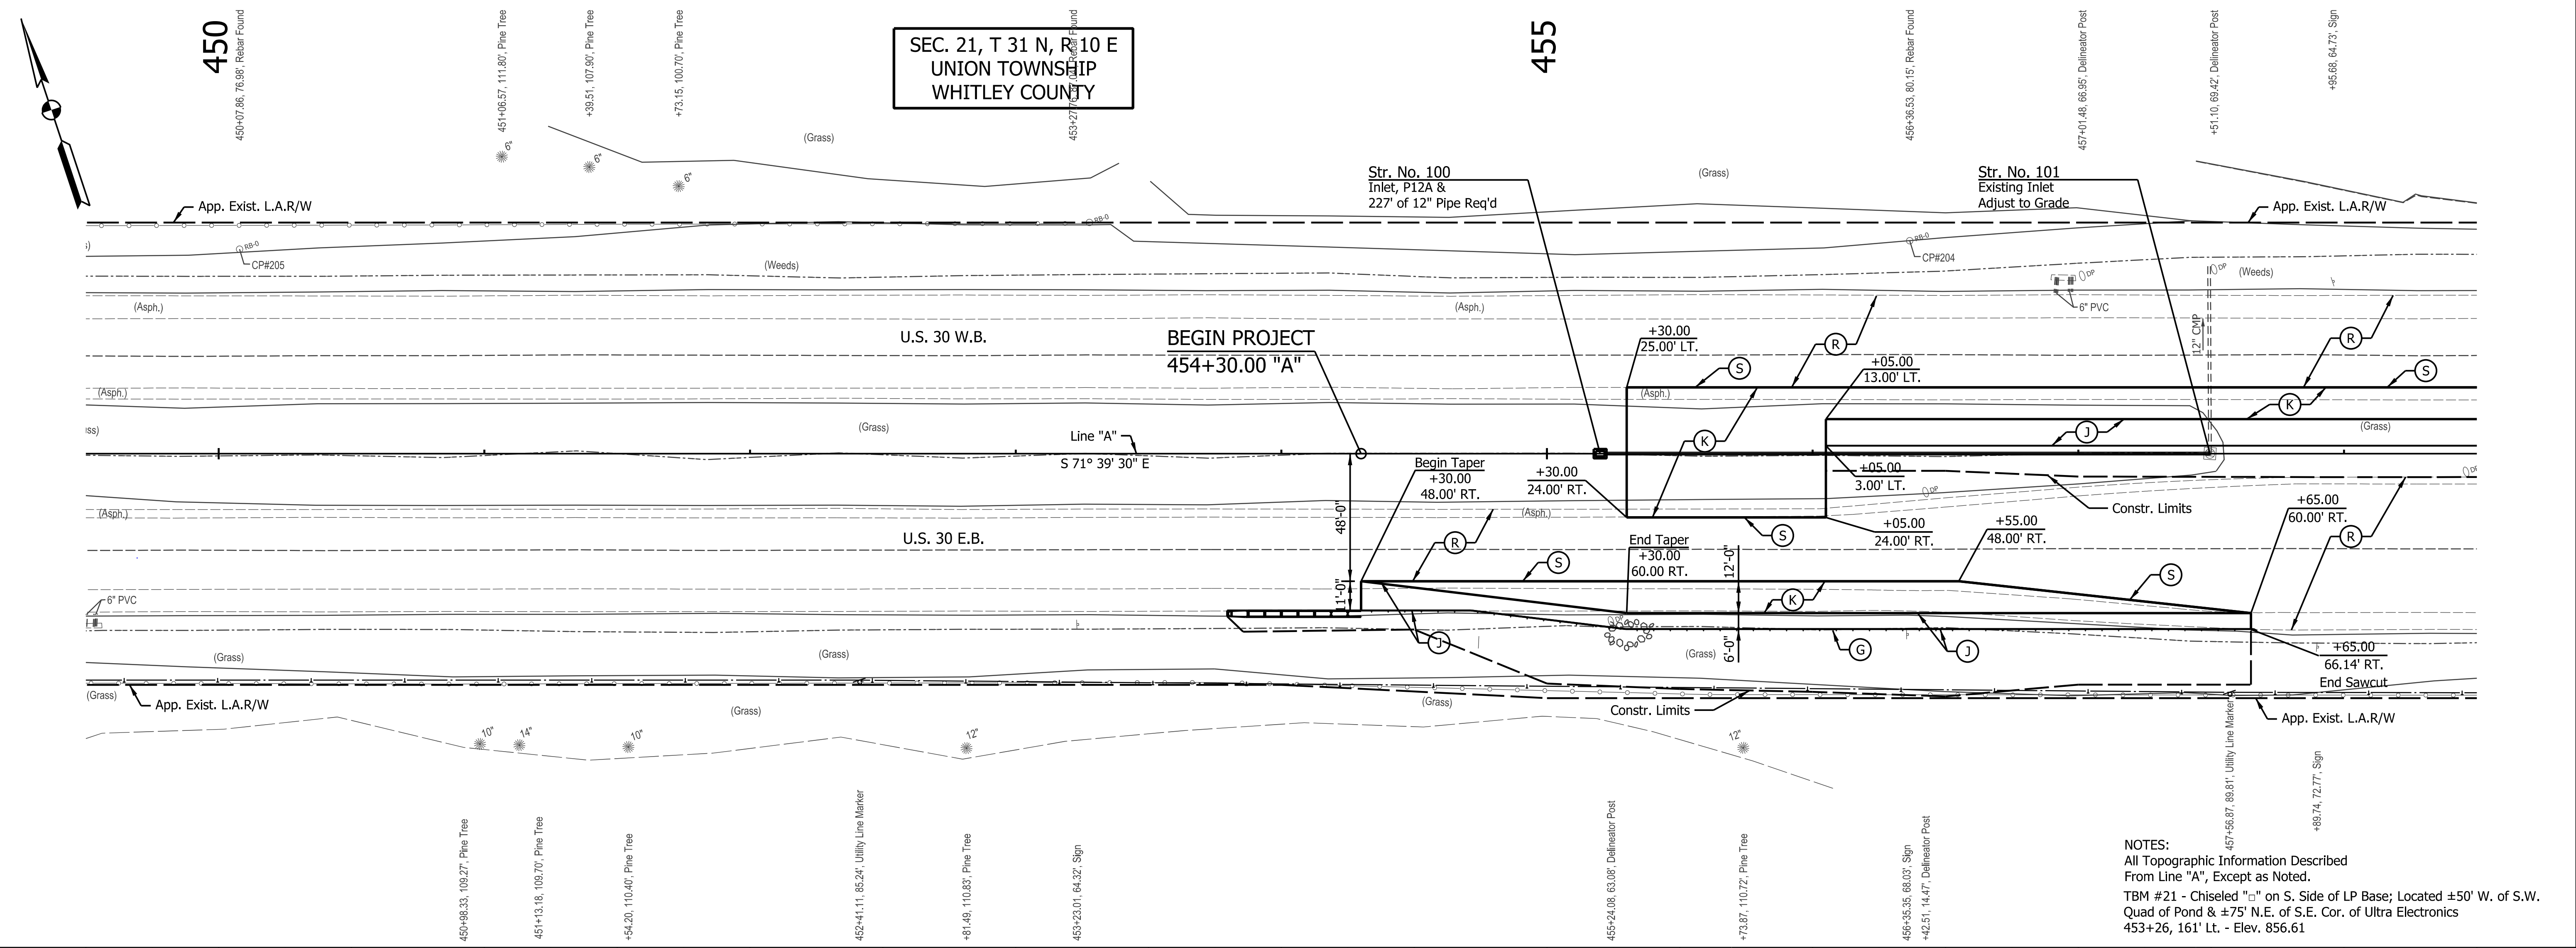 450
455
450+07.86, 76.98', Rebar Found
451+06.57, 111.80', Pine Tree
+39.51, 107.90', Pine Tree
+73.15, 100.70', Pine Tree
456+36.53, 80.15', Rebar Found
457+01.48, 66.95', Delineator Post
+51.10, 69.42', Delineator Post
+95.68, 64.73', Sign
SEC. 21, T 31 N, R 10 E
UNION TOWNSHIP
WHITLEY COUNTY
(Grass)
6"
6"
6"
(Grass)
Str. No. 100
Inlet, P12A &
227' of 12" Pipe Req'd
Str. No. 101
Existing Inlet
Adjust to Grade
App. Exist. L.A.R/W
App. Exist. L.A.R/W
RB-0
RB-0
RB-0
CP#205
CP#204
(Weeds)
DP
DP
(Weeds)
6" PVC
12" CMP
(Asph.)
(Asph.)
U.S. 30 W.B.
BEGIN PROJECT
454+30.00 "A"
+30.00
25.00' LT.
R
R
+05.00
13.00' LT.
S
S
K
(Asph.)
(Asph.)
(Grass)
(Grass)
K
J
Line "A"
S 71° 39' 30" E
Begin Taper
+30.00
48.00' RT.
+30.00
24.00' RT.
+05.00
3.00' LT.
DP
DP
Constr. Limits
+65.00
60.00' RT.
(Asph.)
(Asph.)
48'-0"
S
+05.00
24.00' RT.
+55.00
48.00' RT.
R
R
U.S. 30 E.B.
End Taper
+30.00
60.00 RT.
S
12'-0"
S
11'-0"
K
6" PVC
DP
J
6'-0"
G
J
+65.00
66.14' RT.
End Sawcut
(Grass)
(Grass)
(Grass)
(Grass)
App. Exist. L.A.R/W
(Grass)
(Grass)
Constr. Limits
App. Exist. L.A.R/W
10"
14"
10"
12"
12"
450+98.33, 109.27', Pine Tree
451+13.18, 109.70', Pine Tree
+54.20, 110.40', Pine Tree
452+41.11, 85.24', Utility Line Marker
+81.49, 110.83', Pine Tree
453+23.01, 64.32', Sign
455+24.08, 63.08', Delineator Post
+73.87, 110.72', Pine Tree
456+35.35, 68.03', Sign
+42.51, 14.47', Delineator Post
457+56.87, 89.81', Utility Line Marker
+89.74, 72.77', Sign
NOTES:
All Topographic Information Described
From Line "A", Except as Noted.
TBM #21 - Chiseled "□" on S. Side of LP Base; Located ±50' W. of S.W.
Quad of Pond & ±75' N.E. of S.E. Cor. of Ultra Electronics
453+26, 161' Lt. - Elev. 856.61